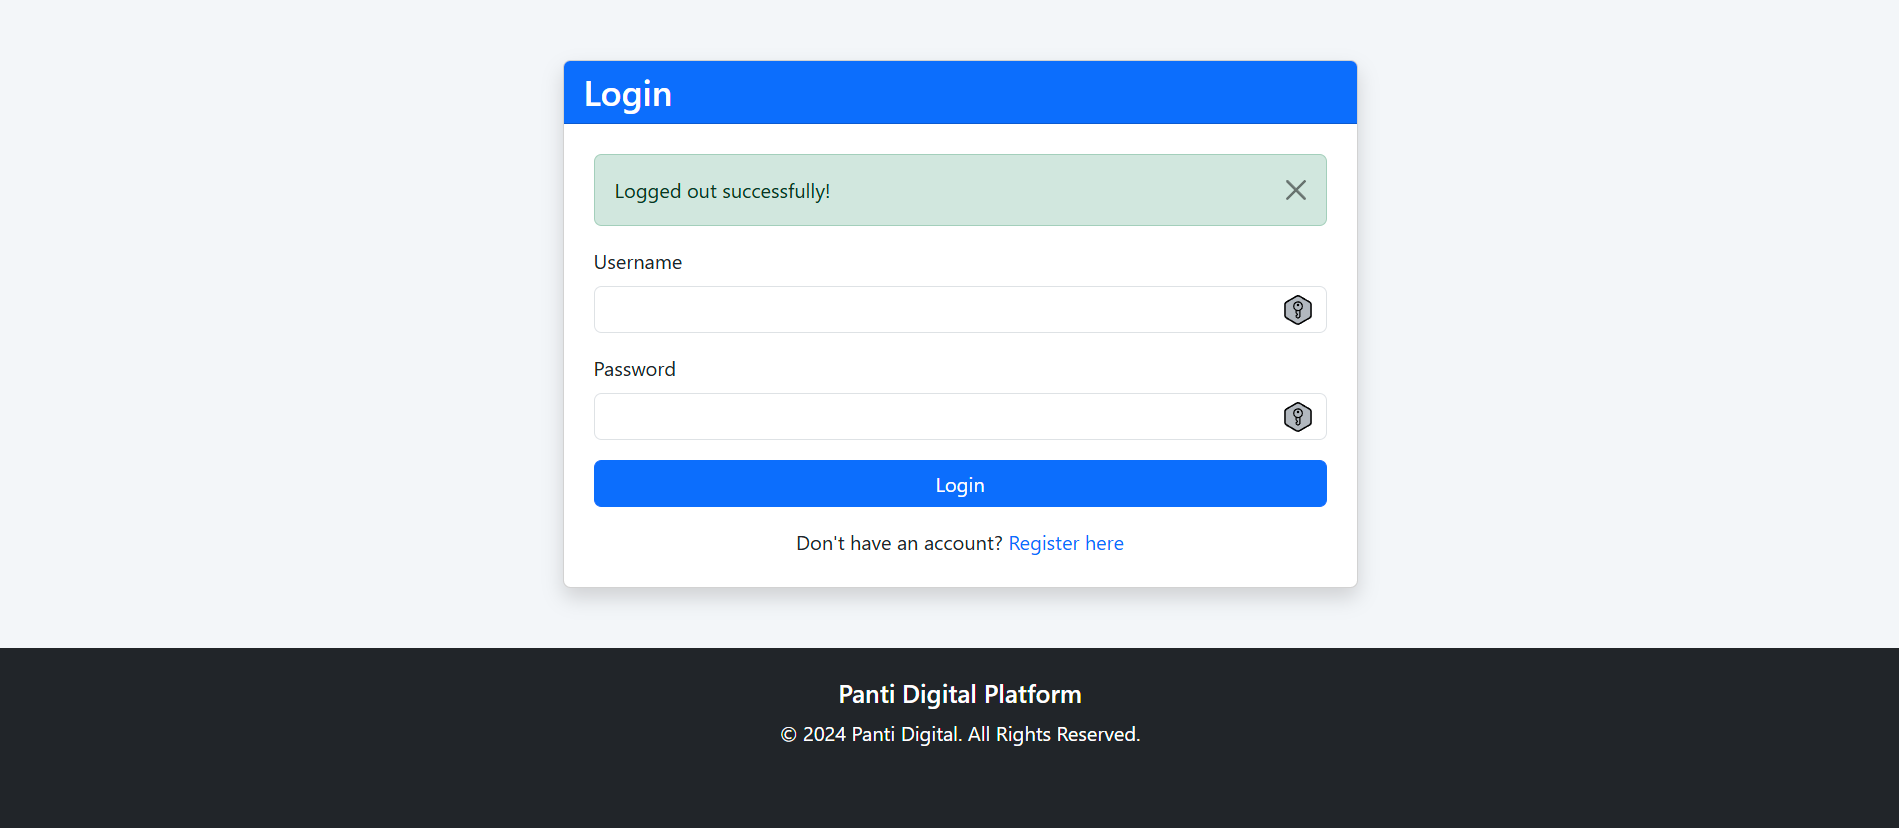 Login
Logged out successfully!
Username
Password
Login
Don't have an account? Register here
Panti Digital Platform
© 2024 Panti Digital. All Rights Reserved.